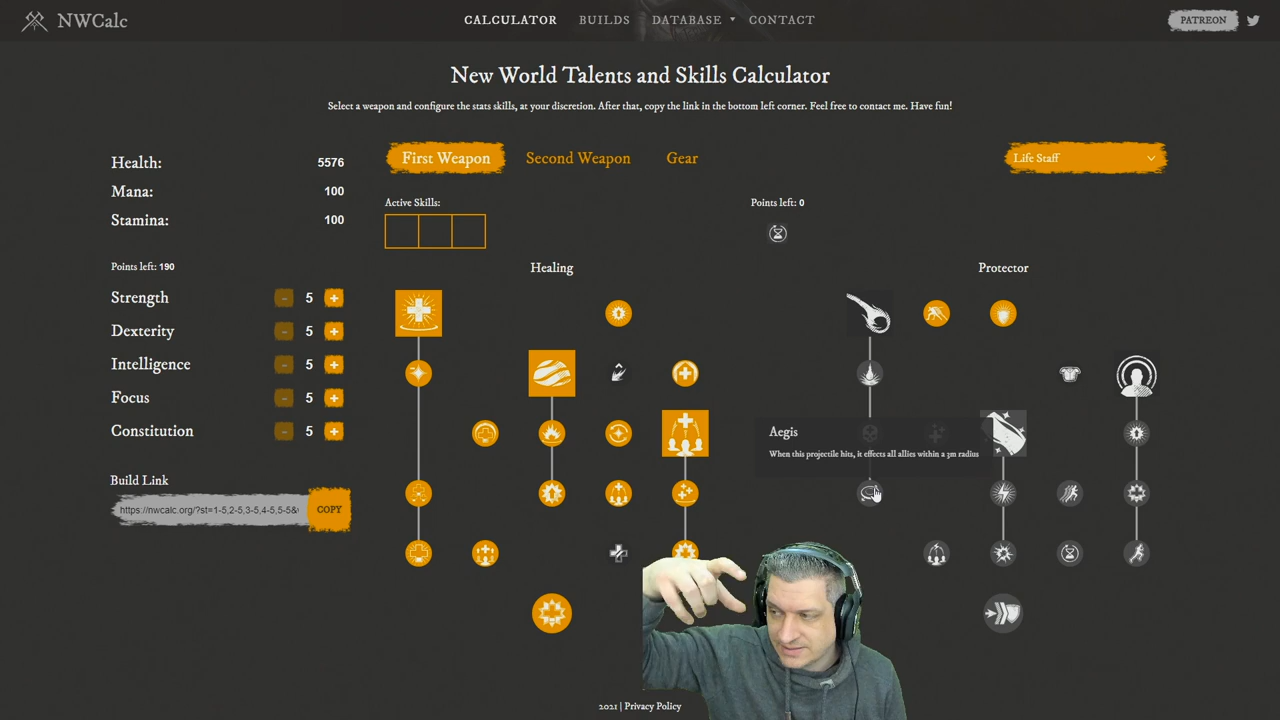 NWCalc
CALCULATOR
BUILDS
DATABASE
CONTACT
PATREON
New World Talents and Skills Calculator
Select a weapon and configure the stats skills, at your discretion. After that, copy the link in the bottom left corner. Feel free to contact me. Have fun!
Health: 5576
Mana: 100
Stamina: 100
First Weapon
Second Weapon
Gear
Life Staff
Active Skills:
Points left: 0
Points left: 190
Strength - 5 +
Dexterity - 5 +
Intelligence - 5 +
Focus - 5 +
Constitution - 5 +
Build Link
https://nwcalc.org/?st=1-5,2-5,3-5,4-5,5-5&
COPY
Healing
Protector
Aegis
When this projectile hits, it effects all allies within a 3m radius
2021 | Privacy Policy